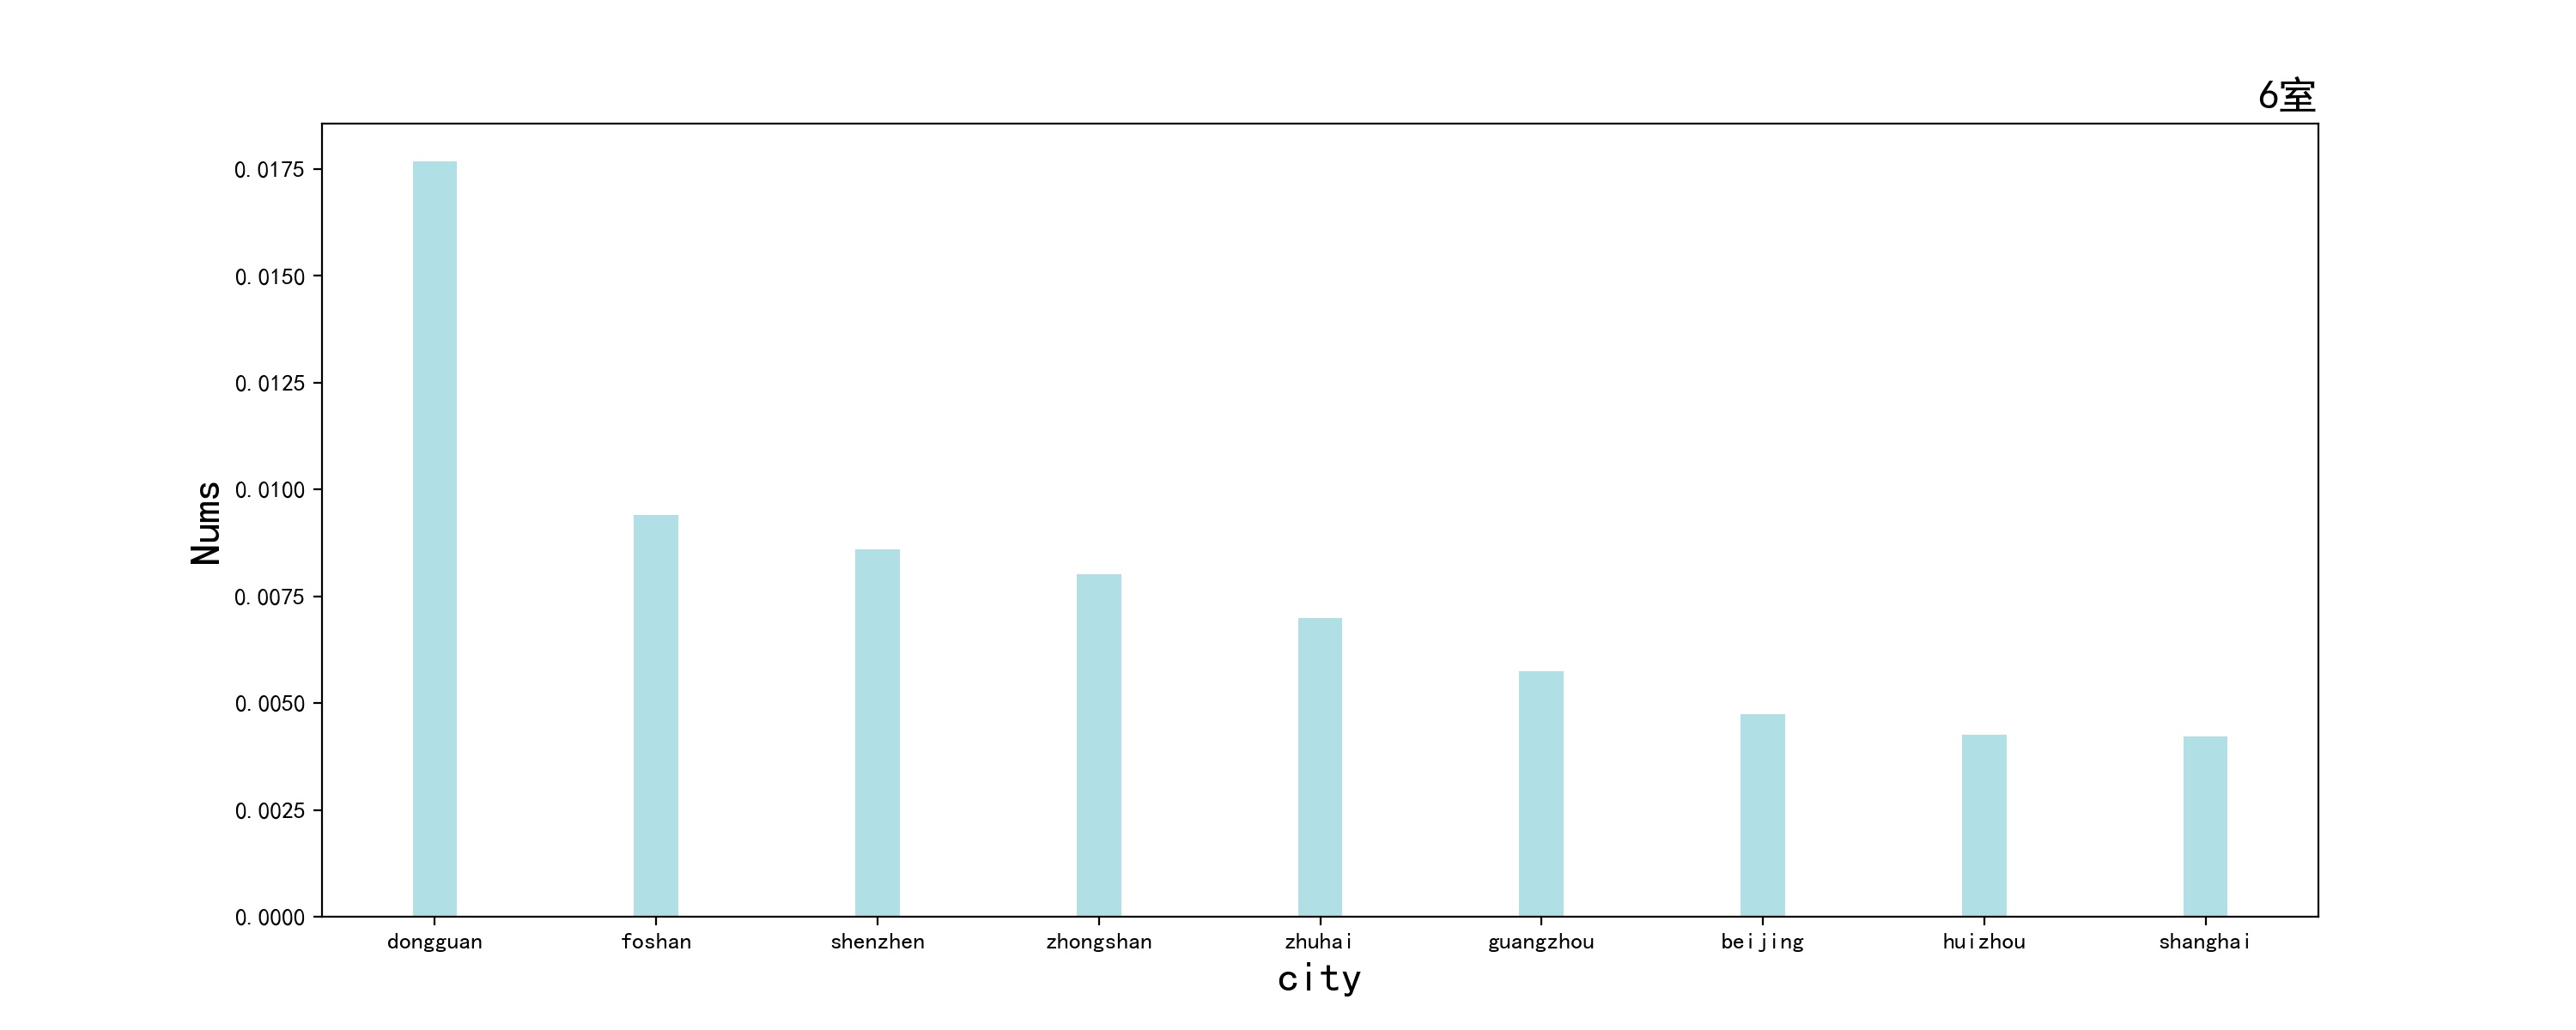 6室
0.0175
0.0150
0.0125
0.0100
0.0075
0.0050
0.0025
0.0000
Nums
dongguan foshan shenzhen zhongshan zhuhai guangzhou beijing huizhou shanghai
city